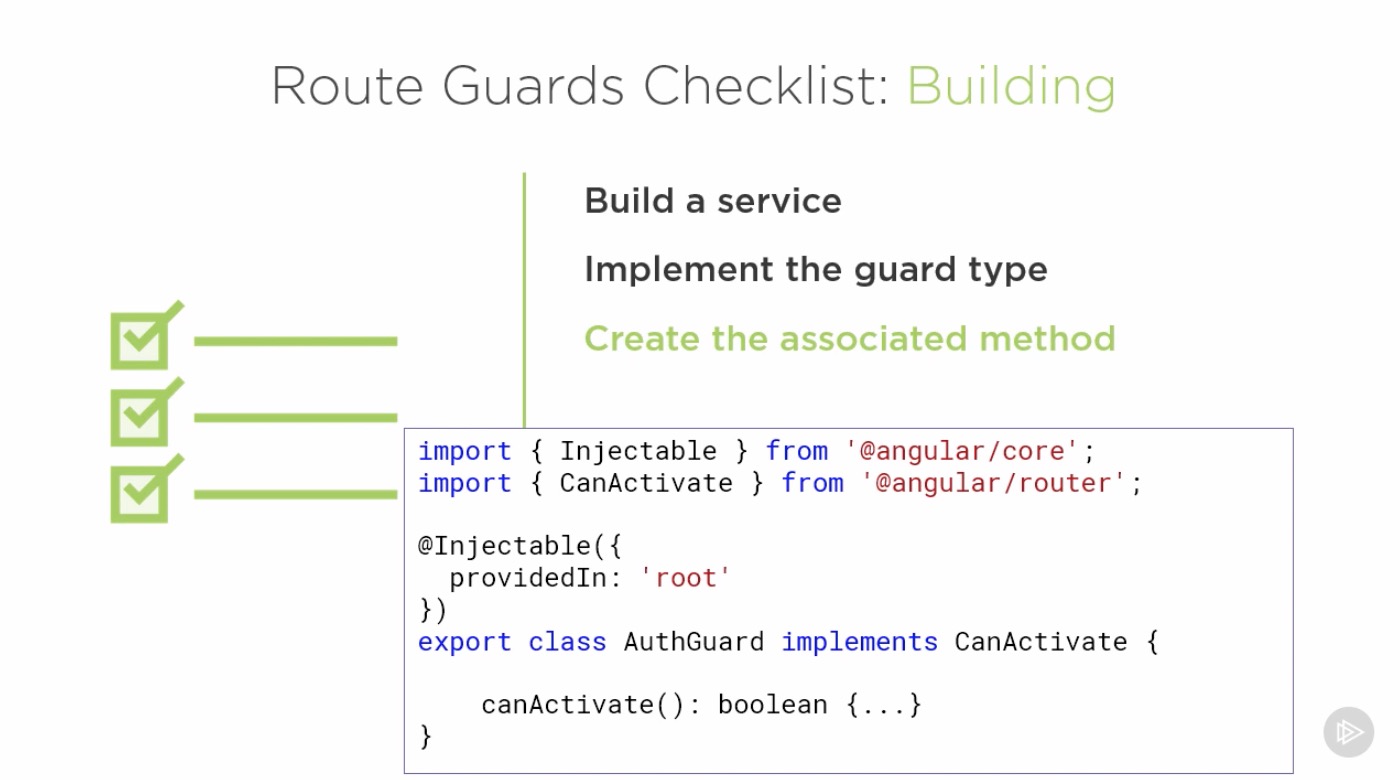 Route Guards Checklist: Building
Build a service
Implement the guard type
Create the associated method
import { Injectable } from '@angular/core';
import { CanActivate } from '@angular/router';
@Injectable({
  providedIn: 'root'
})
export class AuthGuard implements CanActivate {
    canActivate(): boolean {...}
}